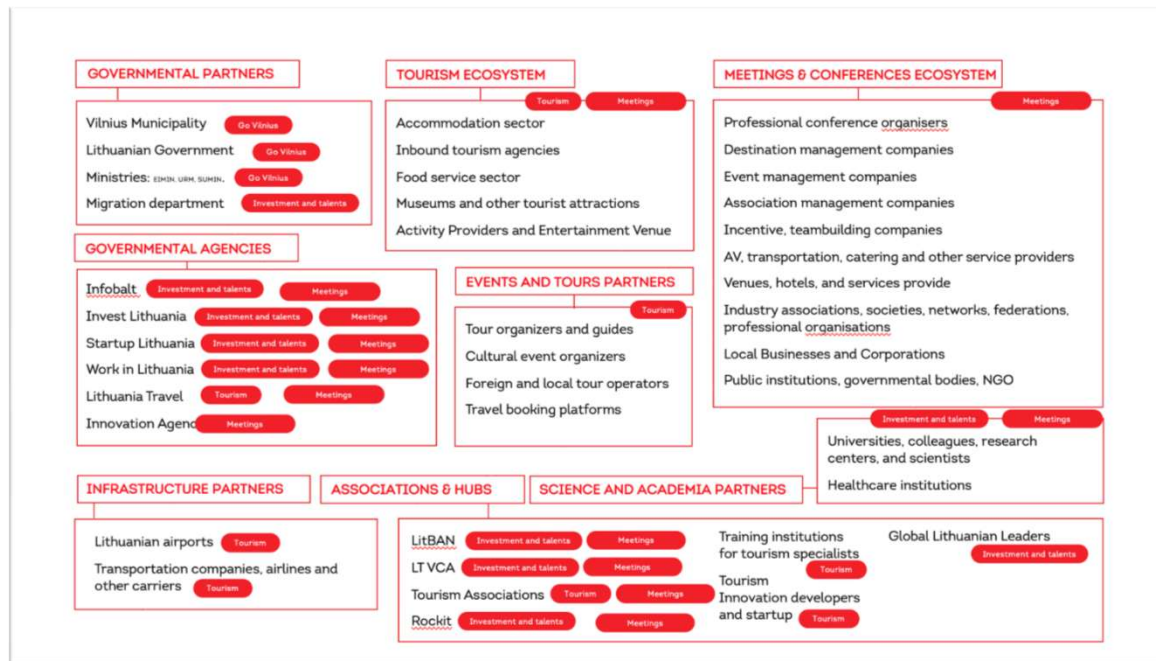 GOVERNMENTAL PARTNERS
Vilnius Municipality Go Vilnius
Lithuanian Government Go Vilnius
Ministries: EIMIN, URM, SUMIN, Go Vilnius
Migration department Investment and talents
GOVERNMENTAL AGENCIES
Infobalt Investment and talents Meetings
Invest Lithuania Investment and talents Meetings
Startup Lithuania Investment and talents Meetings
Work in Lithuania Investment and talents Meetings
Lithuania Travel Tourism Meetings
Innovation Agenc Meetings
TOURISM ECOSYSTEM
Tourism Meetings
Accommodation sector
Inbound tourism agencies
Food service sector
Museums and other tourist attractions
Activity Providers and Entertainment Venue
EVENTS AND TOURS PARTNERS
Tourism
Tour organizers and guides
Cultural event organizers
Foreign and local tour operators
Travel booking platforms
MEETINGS & CONFERENCES ECOSYSTEM
Meetings
Professional conference organisers
Destination management companies
Event management companies
Association management companies
Incentive, teambuilding companies
AV, transportation, catering and other service providers
Venues, hotels, and services provide
Industry associations, societies, networks, federations,
professional organisations
Local Businesses and Corporations
Public institutions, governmental bodies, NGO
SCIENCE AND ACADEMIA PARTNERS
Investment and talents Meetings
Universities, colleagues, research
centers, and scientists
Healthcare institutions
INFRASTRUCTURE PARTNERS
Lithuanian airports Tourism
Transportation companies, airlines and
other carriers Tourism
ASSOCIATIONS & HUBS
LitBAN Investment and talents Meetings
LT VCA Investment and talents Meetings
Tourism Associations Tourism Meetings
Rockit Investment and talents Meetings
Training institutions
for tourism specialists
Tourism
Tourism
Innovation developers
and startup Tourism
Global Lithuanian Leaders
Investment and talents